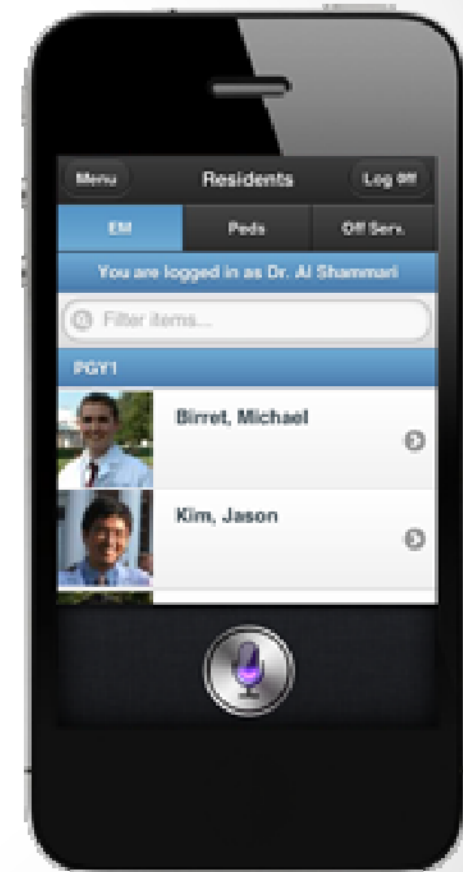 Menu Residents Log Off
EM Peds Off Serv.
You are logged in as Dr. Al Shammari
Filter items...
PGY1
Birret, Michael
Kim, Jason